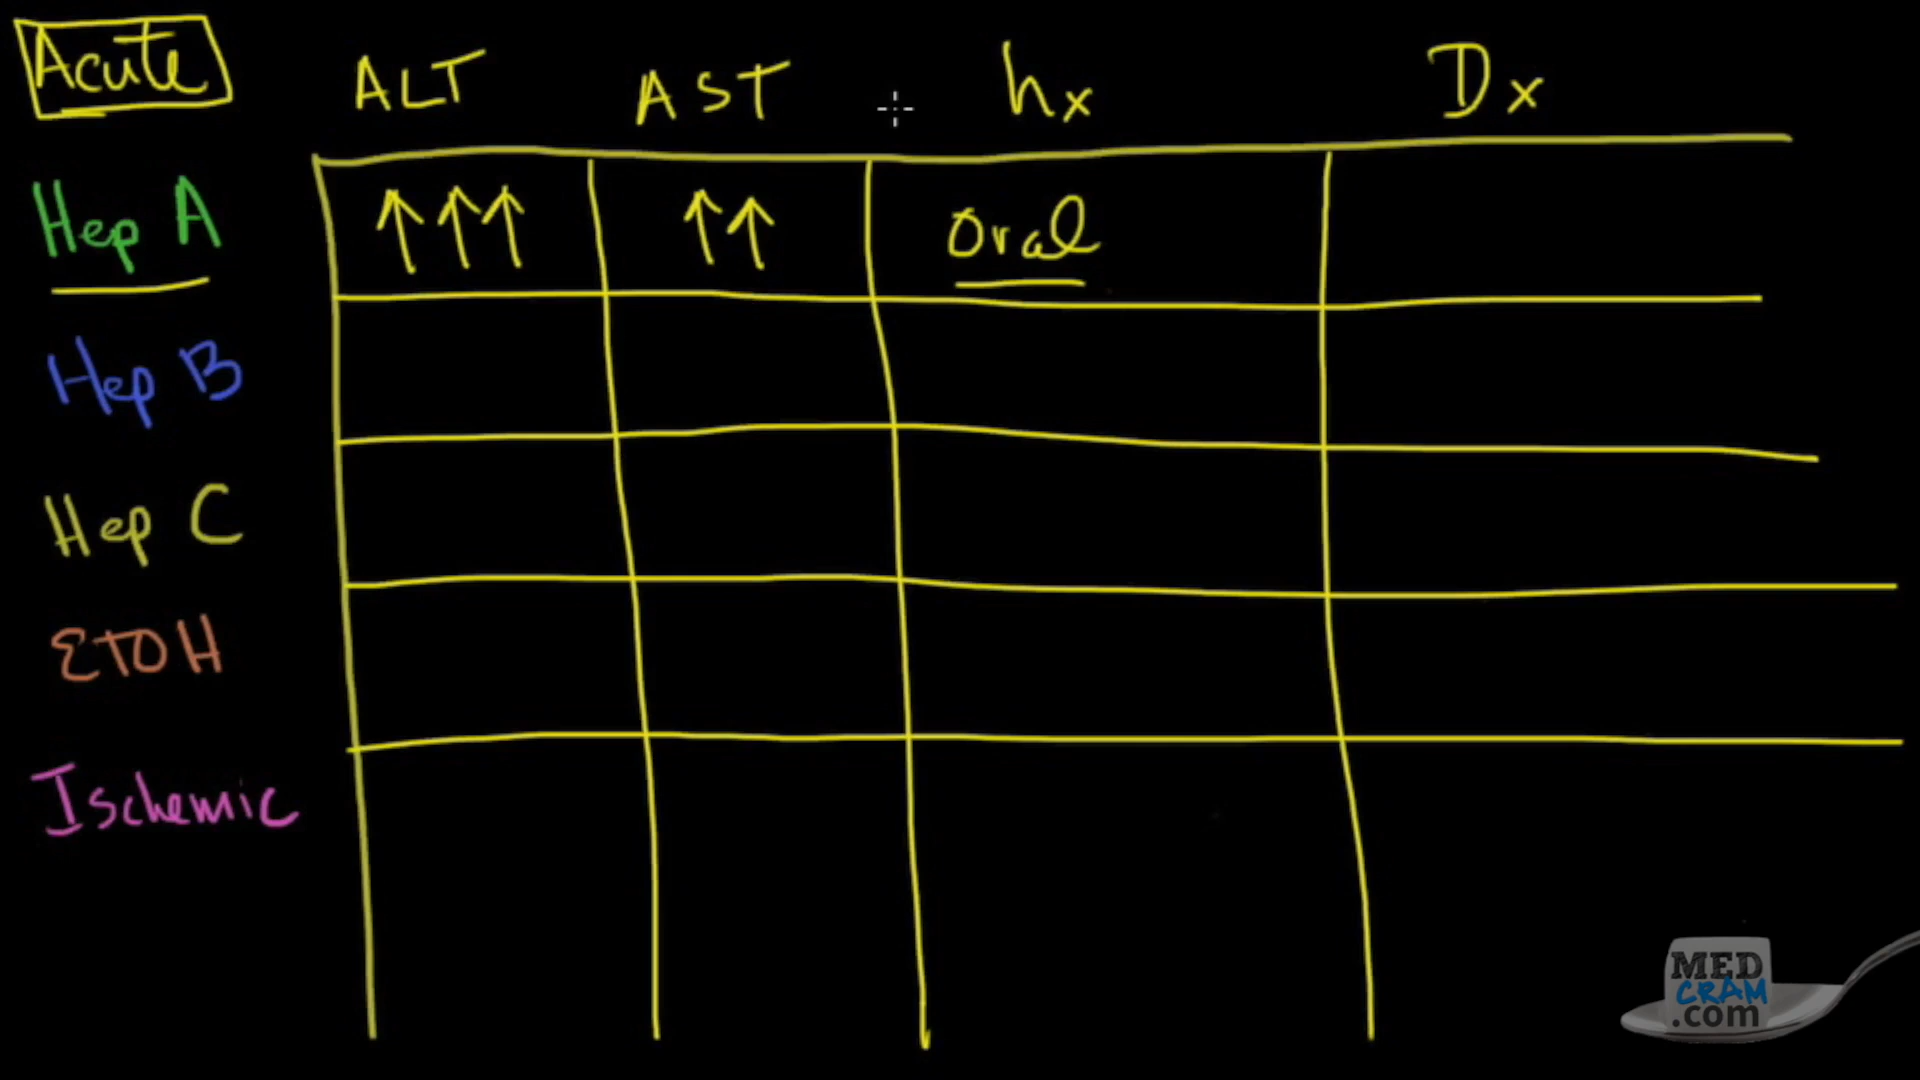 Acute ALT AST hx Dx
Hep A ↑↑↑ ↑↑ Oral
Hep B
Hep C
ETOH
Ischemic
MED
CRAM
.com